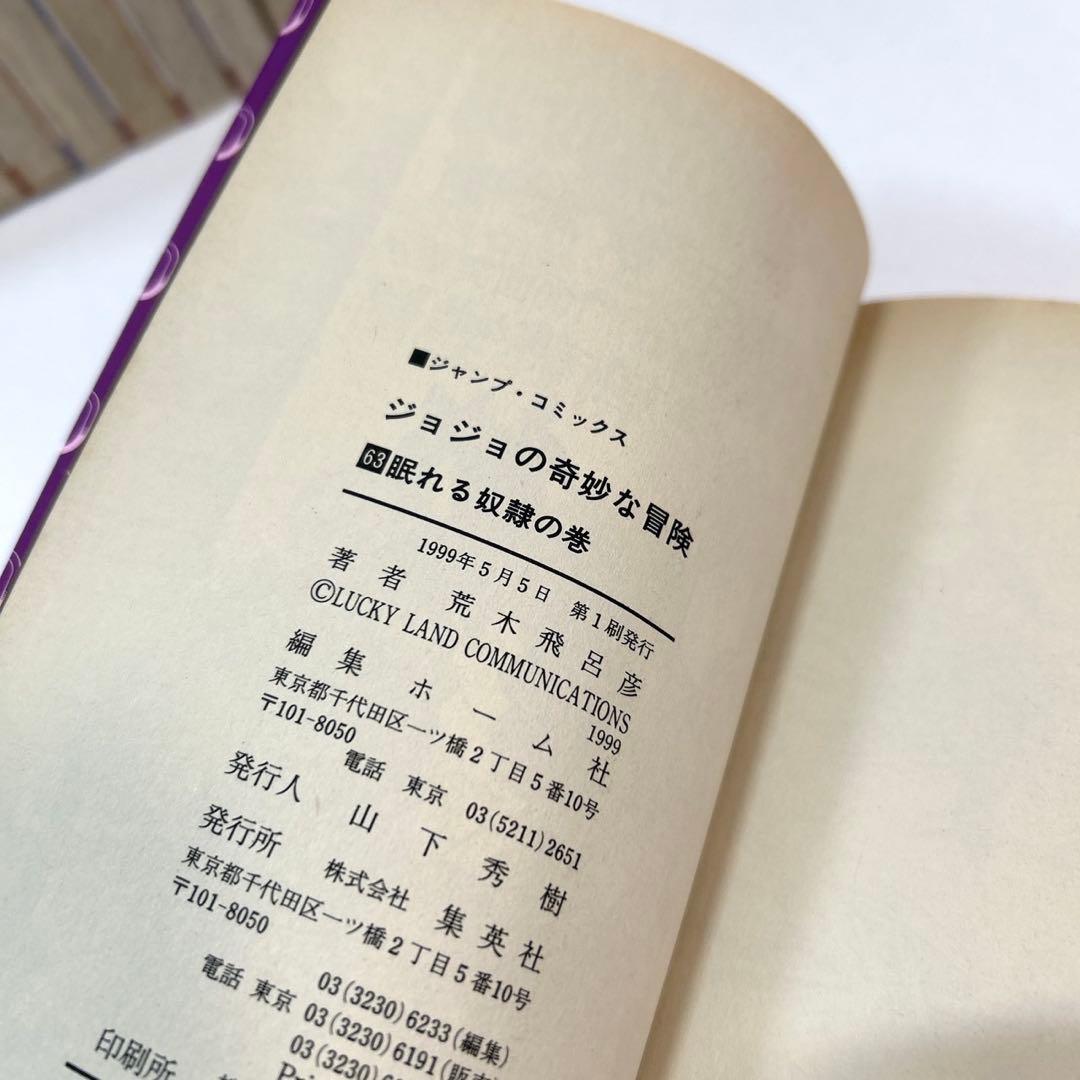 ■ジャンプ・コミックス
ジョジョの奇妙な冒険
63眠れる奴隷の巻
1999年5月5日 第1刷発行
著者 荒木飛呂彦
©LUCKY LAND COMMUNICATIONS
1999
編集 ホーム社
東京都千代田区一ツ橋2丁目5番10号
〒101-8050
電話 東京 03(5211)2651
発行人 山下秀樹
発行所 株式会社 集英社
東京都千代田区一ツ橋2丁目5番10号
〒101-8050
03(3230)6233(編集)
電話 東京 03(3230)6191(販売
03(3230)6
印刷所
Pri